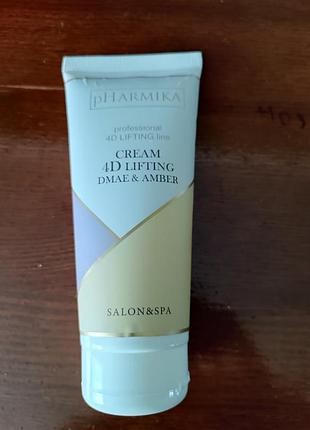 pHARMIKA
professional
4D LIFTING line
CREAM
4D LIFTING
DMAE & AMBER
SALON&SPA